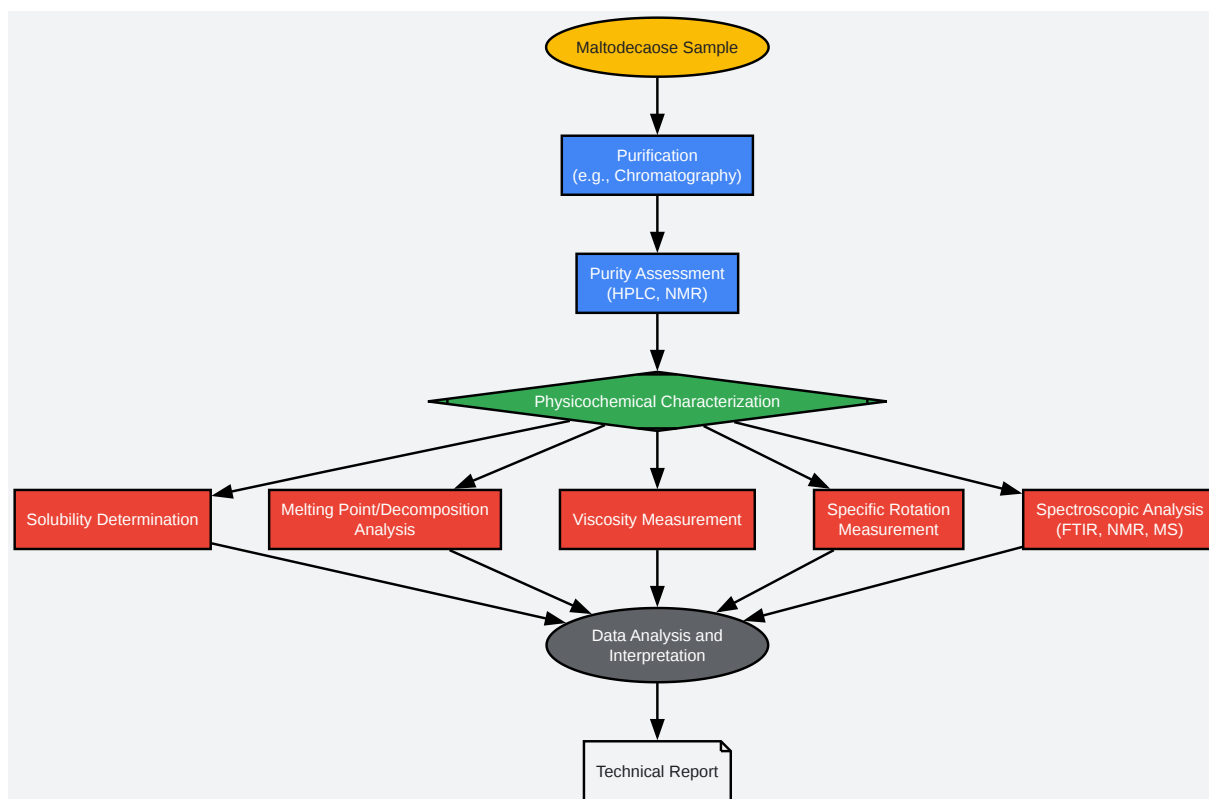 Maltodecaose Sample
Purification
(e.g., Chromatography)
Purity Assessment
(HPLC, NMR)
Physicochemical Characterization
Solubility Determination
Melting Point/Decomposition
Analysis
Viscosity Measurement
Specific Rotation
Measurement
Spectroscopic Analysis
(FTIR, NMR, MS)
Data Analysis and
Interpretation
Technical Report